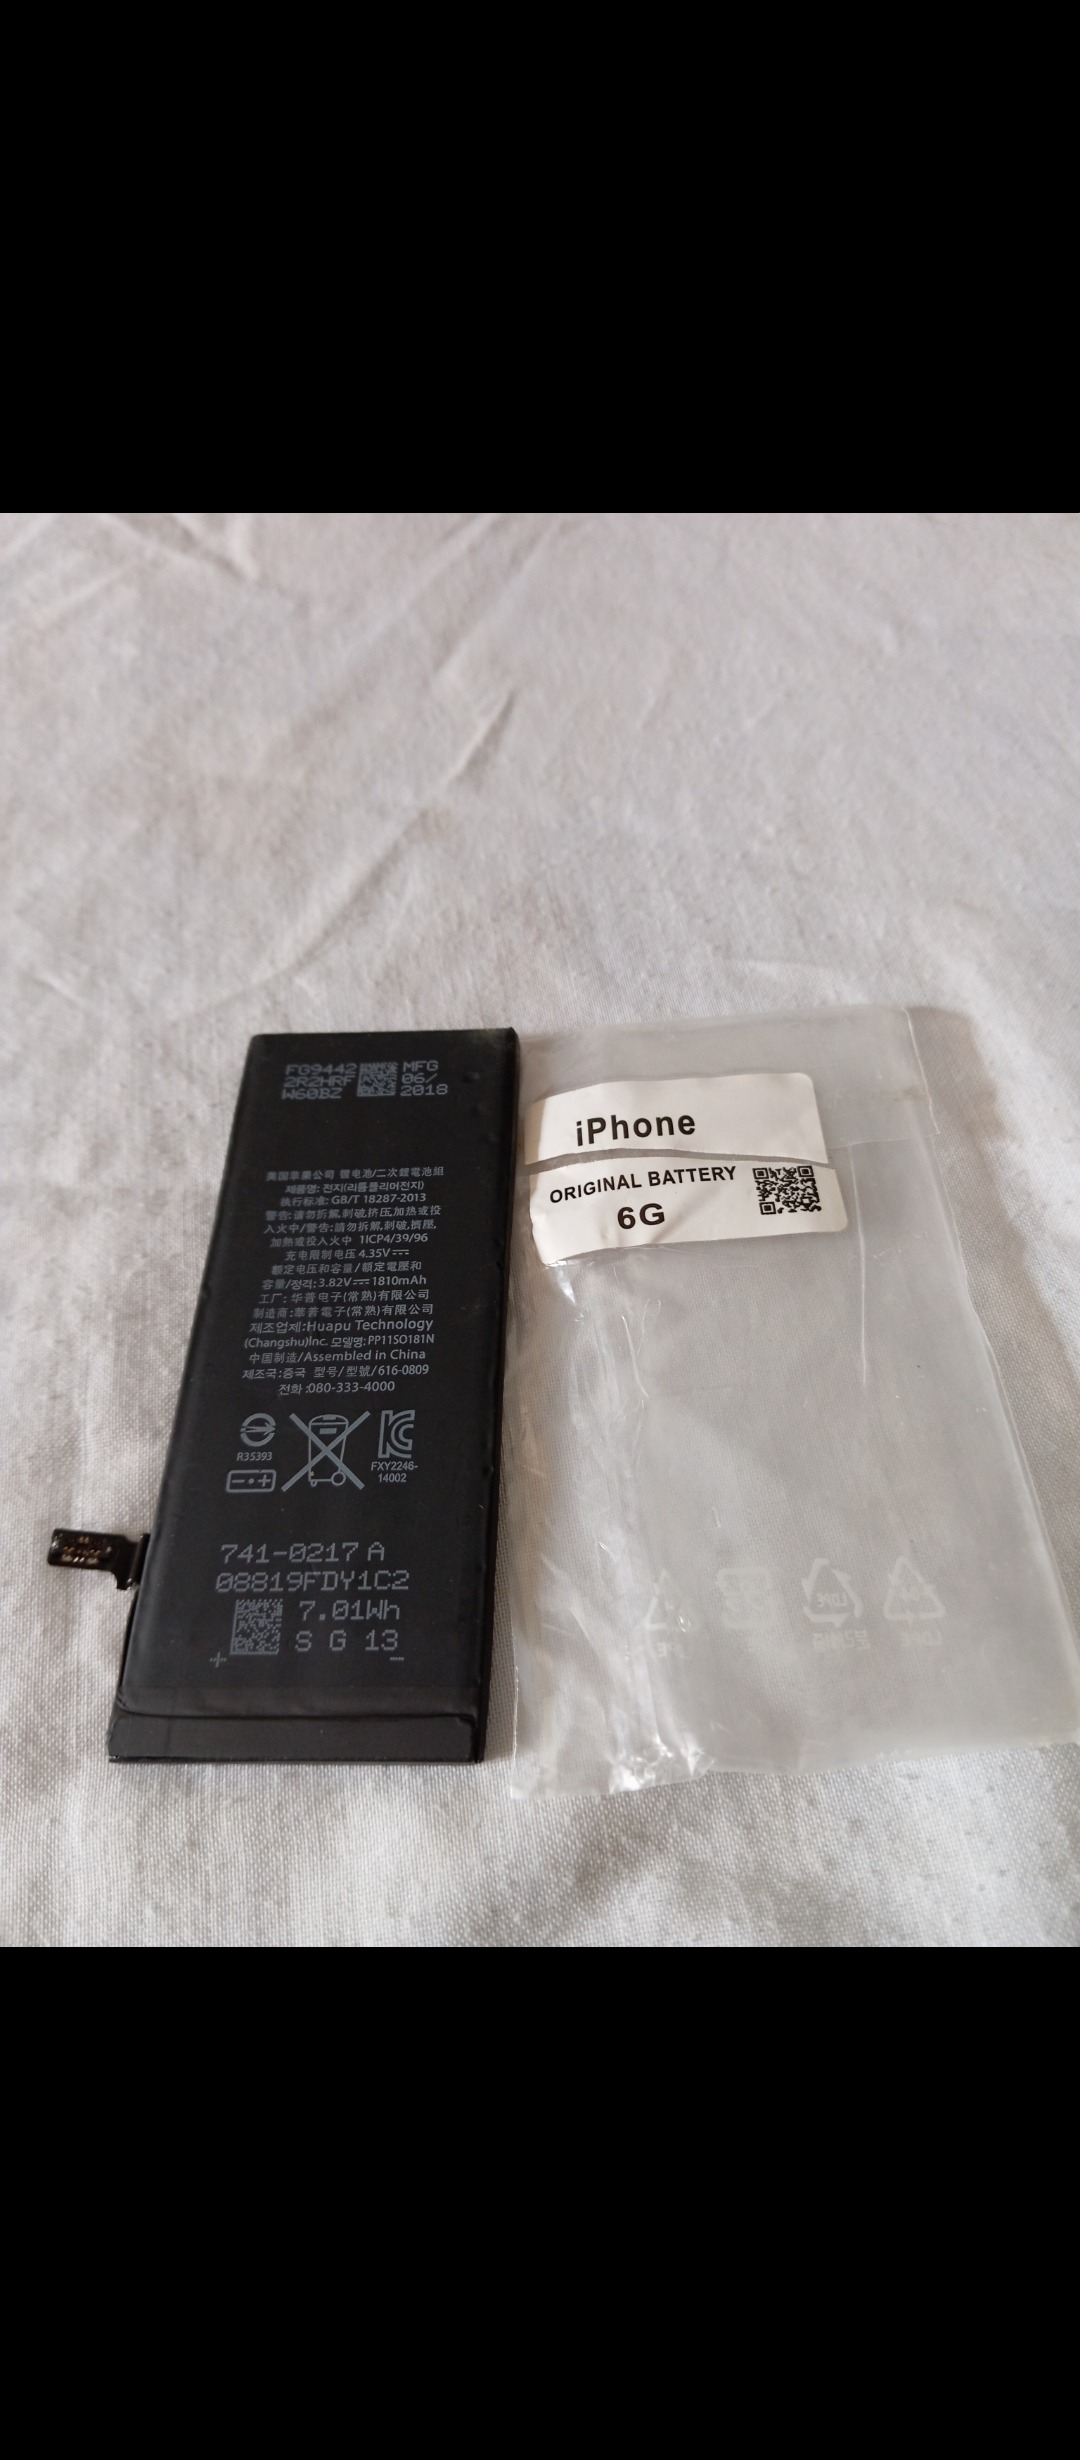 FG9442
2R2HRF
W60BZ
MFG
06/
2018
美国苹果公司 锂电池/二次鋰電池組
제품명: 전지(리튬폴리머전지)
执行标准: GB/T 18287-2013
警告:请勿拆解,刺破,挤压,加热或投
入火中/警告:請勿拆解,刺破,擠壓,
加熱或投入火中 1ICP4/39/96
充电限制电压 4.35V
额定电压和容量/額定電壓和
容量/정격:3.82V 1810mAh
工厂: 华普电子(常熟)有限公司
制造商:華普電子(常熟)有限公司
제조업체:Huapu Technology
(Changshu)Inc. 모델명: PP11SO181N
中国制造/Assembled in China
제조국:중국 型号/型號/616-0809
전화 :080-333-4000
R35393
FXY2246-
14002
741-0217 A
08819FDY1C2
7.01Wh
S G 13
+ −
iPhone
ORIGINAL BATTERY
6G